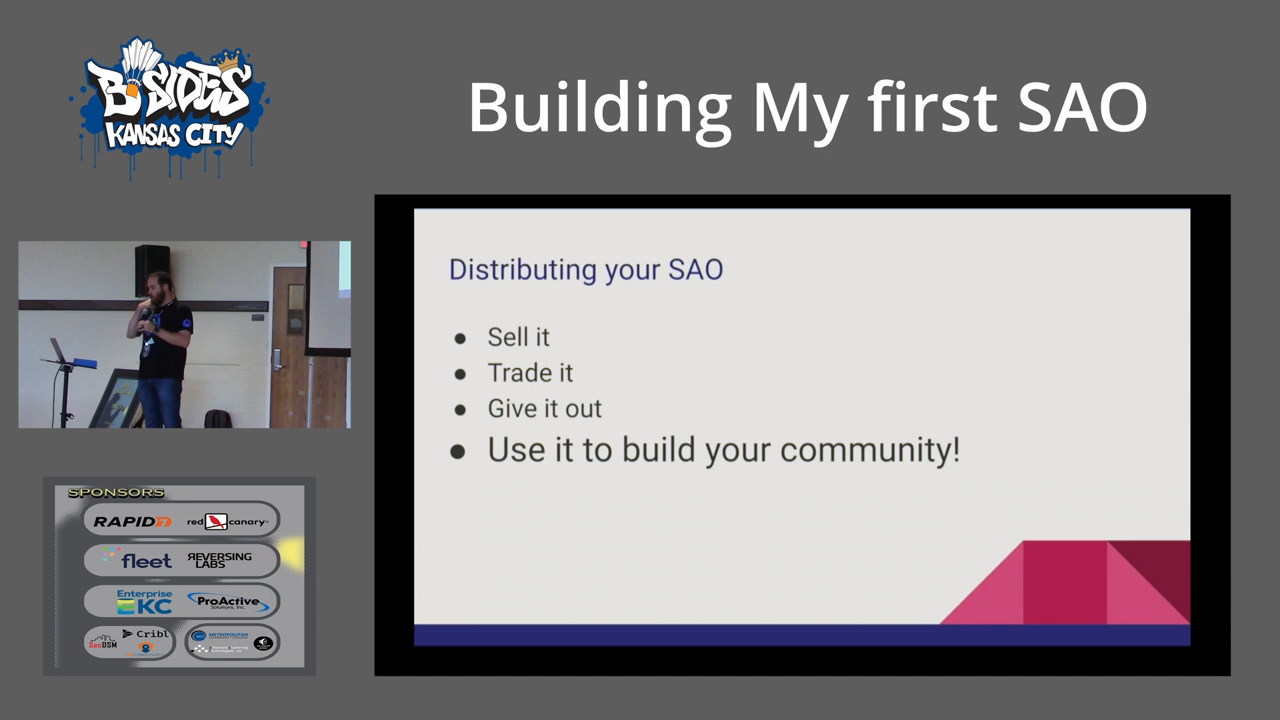 B SIDES
KANSAS CITY
Building My first SAO
Distributing your SAO
● Sell it
● Trade it
● Give it out
● Use it to build your community!
SPONSORS
RAPID7
red canary
fleet
REVERSING LABS
Enterprise KC
ProActive
Solutions, Inc.
SecDSM
Cribl
METROPOLITAN